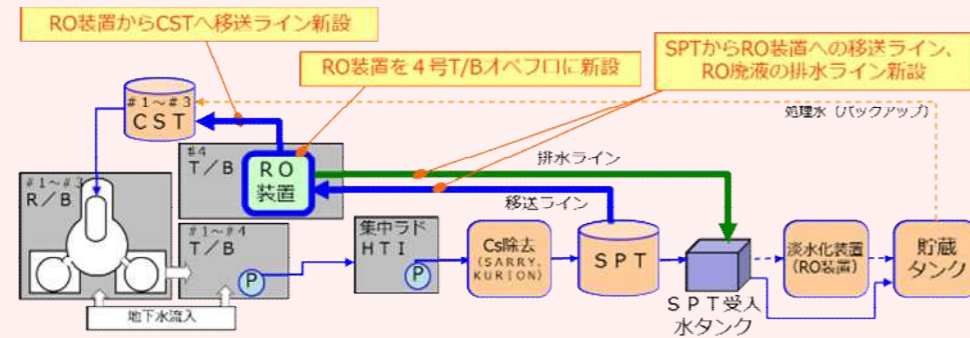 RO装置からCSTへ移送ライン新設
RO装置を４号T/Bオペフロに新設
SPTからRO装置への移送ライン、
RO廃液の排水ライン新設
#１～#３
CST
処理水（バックアップ）
#４
T／B
RO
装置
排水ライン
移送ライン
#１～#３
R／B
#１～#４
T／B
P
集中ラド
HTI
P
Cs除去
(SARRY、
KURION)
SPT
ＳＰＴ受入
水タンク
淡水化装置
(RO装置)
貯蔵
タンク
地下水流入